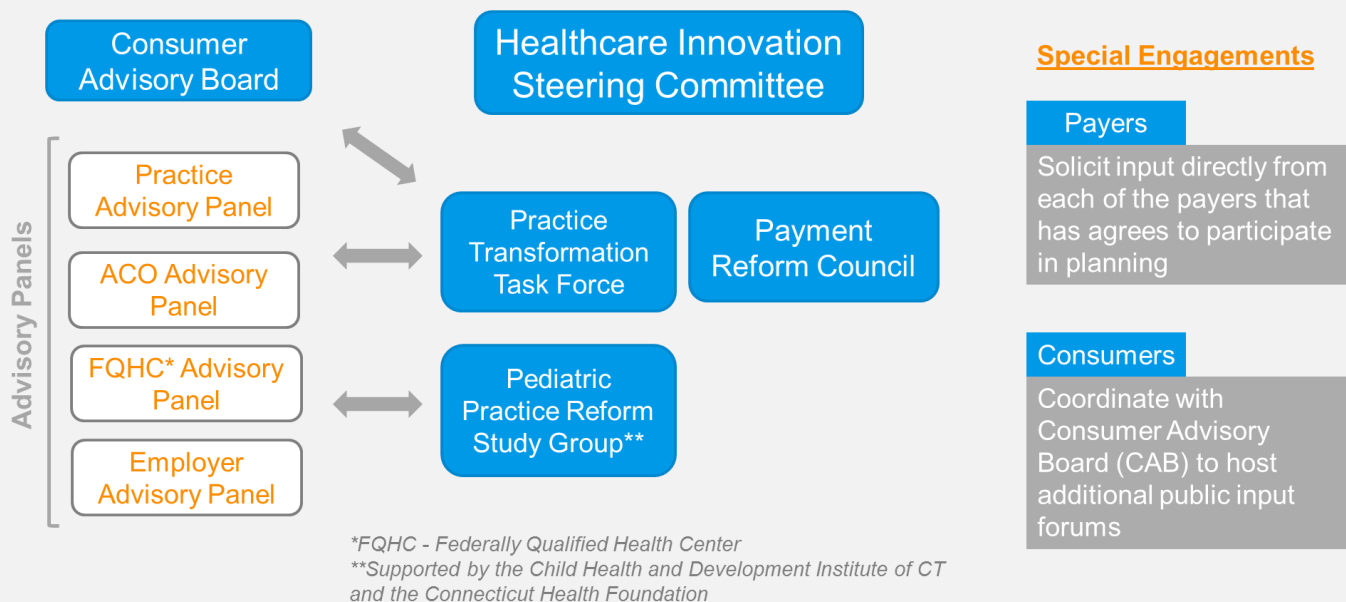 Consumer
Advisory Board
Healthcare Innovation
Steering Committee
Advisory Panels
Practice
Advisory Panel
ACO Advisory
Panel
FQHC* Advisory
Panel
Employer
Advisory Panel
Practice
Transformation
Task Force
Payment
Reform Council
Pediatric
Practice Reform
Study Group**
*FQHC - Federally Qualified Health Center
**Supported by the Child Health and Development Institute of CT
and the Connecticut Health Foundation
Special Engagements
Payers
Solicit input directly from
each of the payers that
has agrees to participate
in planning
Consumers
Coordinate with
Consumer Advisory
Board (CAB) to host
additional public input
forums